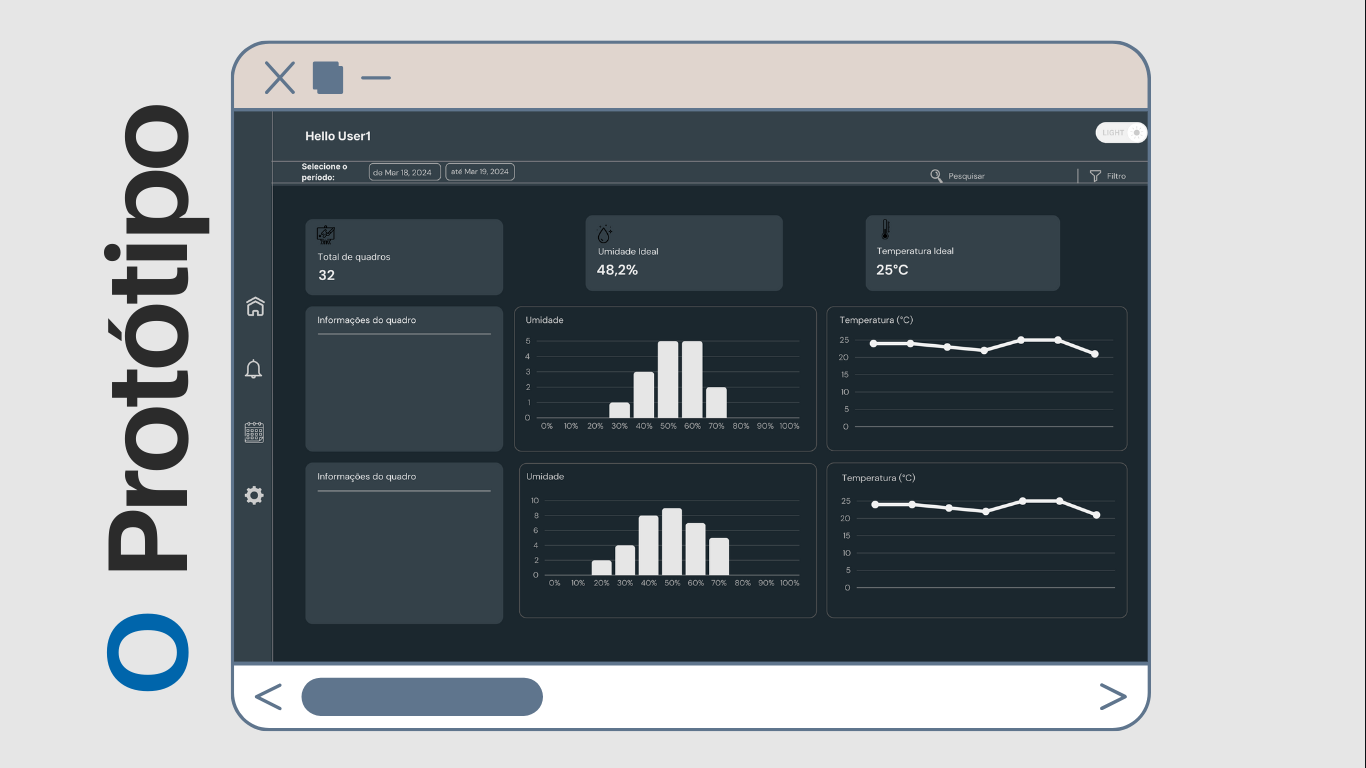 O Protótipo
Hello User1
LIGHT
Selecione o
período:
do Mar 18, 2024
até Mar 19, 2024
Pesquisar
Filtro
Total de quadros
32
Umidade Ideal
48,2%
Temperatura Ideal
25°C
Informações do quadro
Umidade
5
4
3
2
1
0
0% 10% 20% 30% 40% 50% 60% 70% 80% 90% 100%
Temperatura (°C)
25
20
15
10
5
0
Informações do quadro
Umidade
10
8
6
4
2
0
0% 10% 20% 30% 40% 50% 60% 70% 80% 90% 100%
Temperatura (°C)
25
20
15
10
5
0